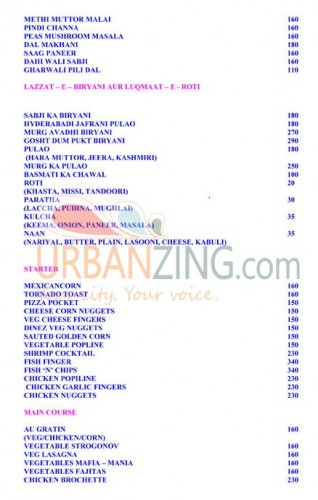 METHI MUTTOR MALAI 160
PINDI CHANNA 160
PEAS MUSHROOM MASALA 160
DAL MAKHANI 180
SAAG PANEER 160
DAHI WALI SABJI 160
GHARWALI PILI DAL 110
LAZZAT – E – BIRYANI AUR LUQMAAT – E - ROTI
SABJI KA BIRYANI 180
HYDERABADI JAFRANI PULAO 180
MURG AVADHI BIRYANI 270
GOSHT DUM PUKT BIRYANI 290
PULAO 180
(HARA MUTTOR, JEERA, KASHMIRI)
MURG KA PULAO 250
BASMATI KA CHAWAL 100
ROTI 20
(KHASTA, MISSI, TANDOORI)
PARATHA 30
(LACCHA, PUDINA, MUGHLAI)
KULCHA 35
(KEEMA, ONION, PANEER, MASALA)
NAAN 35
(NARIYAL, BUTTER, PLAIN, LASOONI, CHEESE, KABULI)
URBANZING.com
STARTER
MEXICANCORN 160
TORNADO TOAST 160
city. Your voice.
PIZZA POCKET 150
CHEESE CORN NUGGETS 150
VEG CHEESE FINGERS 150
DINEZ VEG NUGGETS 150
SAUTED GOLDEN CORN 150
VEGETABLE POPLINE 150
SHRIMP COCKTAIL 230
FISH FINGER 340
FISH ‘N’ CHIPS 340
CHICKEN POPILINE 230
CHICKEN GARLIC FINGERS 230
CHICKEN NUGGETS 230
MAIN COURSE
AU GRATIN 160
(VEG/CHICKEN/CORN)
VEGETABLE STROGONOV 160
VEG LASAGNA 160
VEGETABLES MAFIA – MANIA 160
VEGETABLES FAJITAS 160
CHICKEN BROCHETTE 230